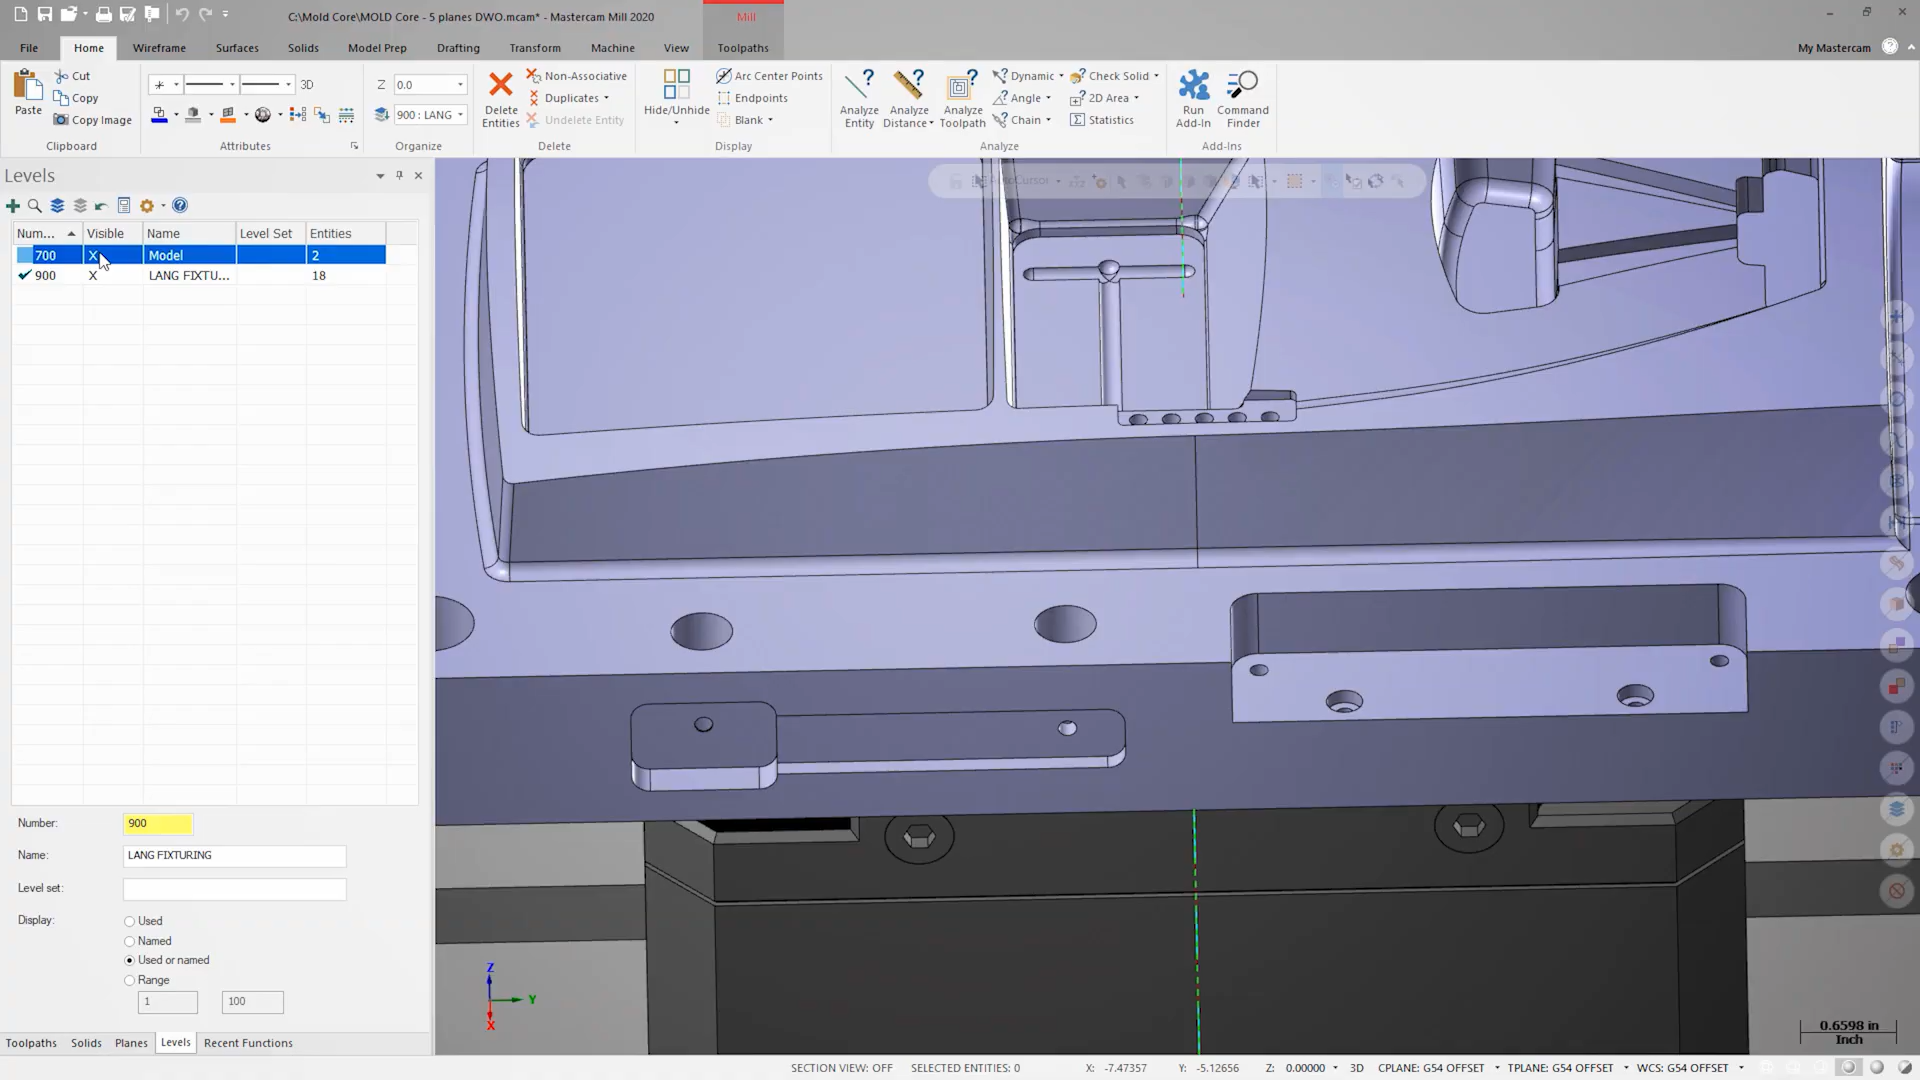 C:\Mold Core\MOLD Core - 5 planes DWO.mcam* - Mastercam Mill 2020
Mill
File
Home
Wireframe
Surfaces
Solids
Model Prep
Drafting
Transform
Machine
View
Toolpaths
My Mastercam
Paste
Cut
Copy
Copy Image
Clipboard
3D
Attributes
Z
0.0
900 : LANG
Organize
Delete Entities
Non-Associative
Duplicates
Undelete Entity
Delete
Hide/Unhide
Arc Center Points
Endpoints
Blank
Display
Analyze Entity
Analyze Distance
Analyze Toolpath
Dynamic
Angle
Chain
Check Solid
2D Area
Statistics
Analyze
Run Add-In
Command Finder
Add-Ins
Levels
AutoCursor
Num... Visible Name Level Set Entities
700 X Model 2
900 X LANG FIXTU... 18
Number: 900
Name: LANG FIXTURING
Level set:
Display:
Used
Named
Used or named
Range
1 100
Z
Y
X
0.6598 in
Inch
Toolpaths Solids Planes Levels Recent Functions
SECTION VIEW: OFF SELECTED ENTITIES: 0 X: -7.47357 Y: -5.12656 Z: 0.00000 3D CPLANE: G54 OFFSET TPLANE: G54 OFFSET WCS: G54 OFFSET